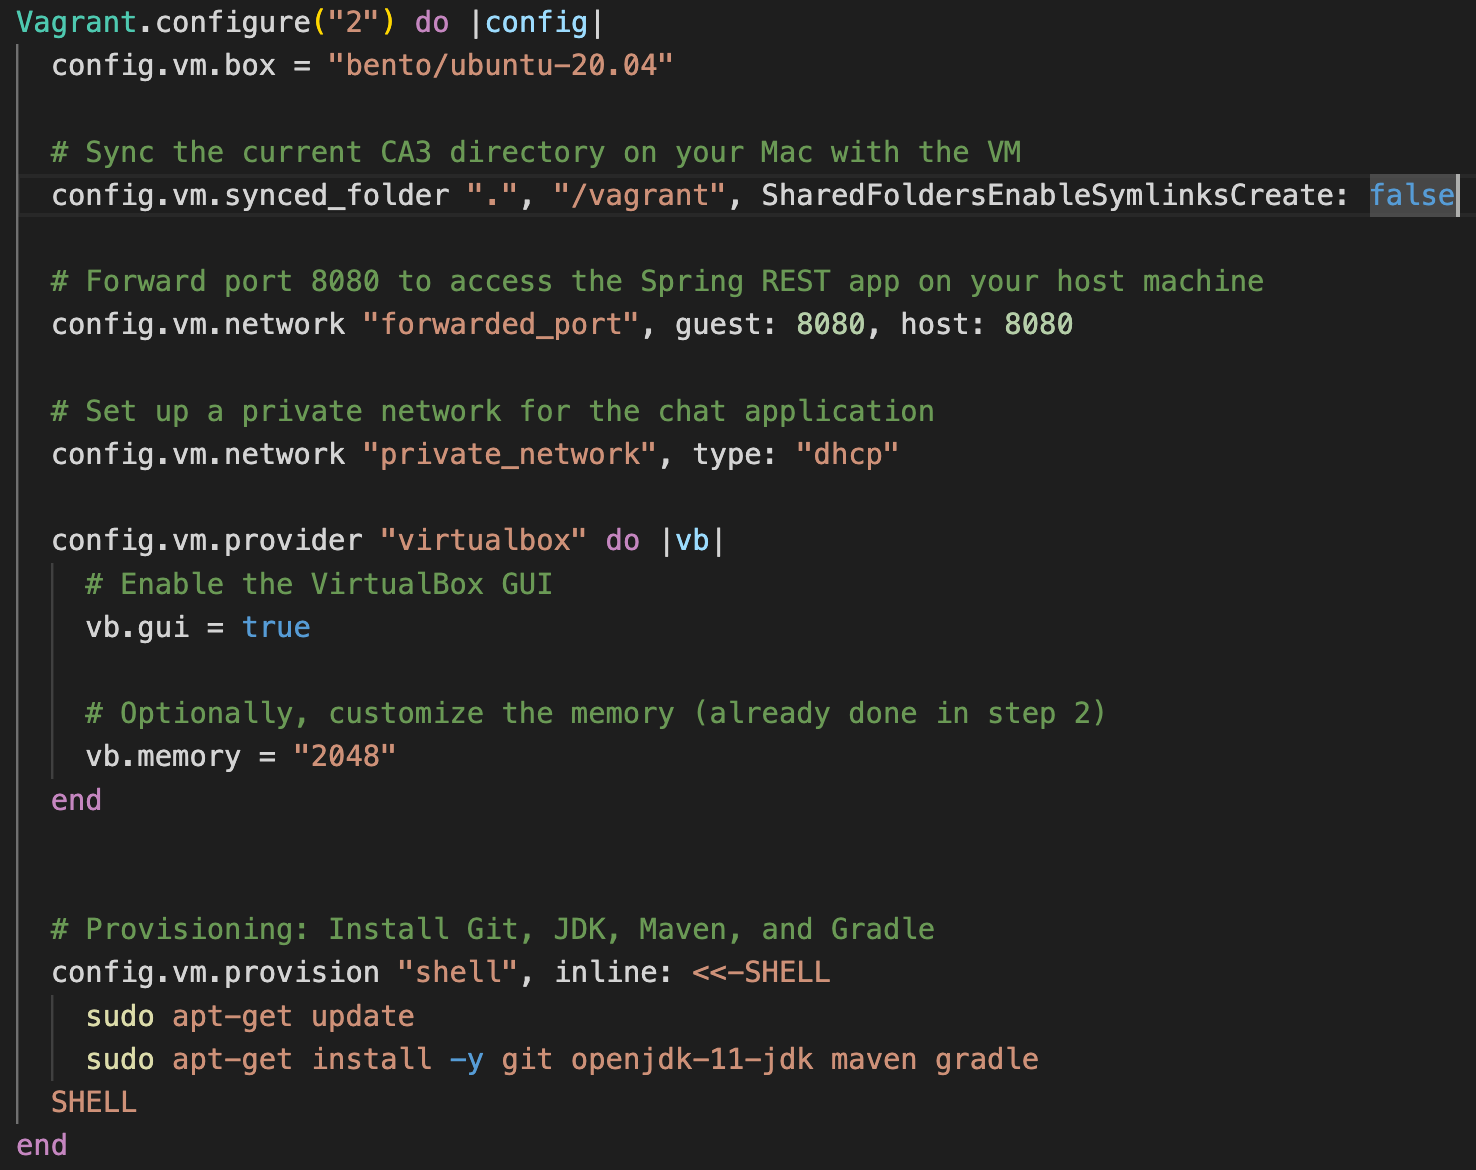 Vagrant.configure("2") do |config|
  config.vm.box = "bento/ubuntu-20.04"

  # Sync the current CA3 directory on your Mac with the VM
  config.vm.synced_folder ".", "/vagrant", SharedFoldersEnableSymlinksCreate: false

  # Forward port 8080 to access the Spring REST app on your host machine
  config.vm.network "forwarded_port", guest: 8080, host: 8080

  # Set up a private network for the chat application
  config.vm.network "private_network", type: "dhcp"

  config.vm.provider "virtualbox" do |vb|
    # Enable the VirtualBox GUI
    vb.gui = true

    # Optionally, customize the memory (already done in step 2)
    vb.memory = "2048"
  end


  # Provisioning: Install Git, JDK, Maven, and Gradle
  config.vm.provision "shell", inline: <<-SHELL
    sudo apt-get update
    sudo apt-get install -y git openjdk-11-jdk maven gradle
  SHELL
end